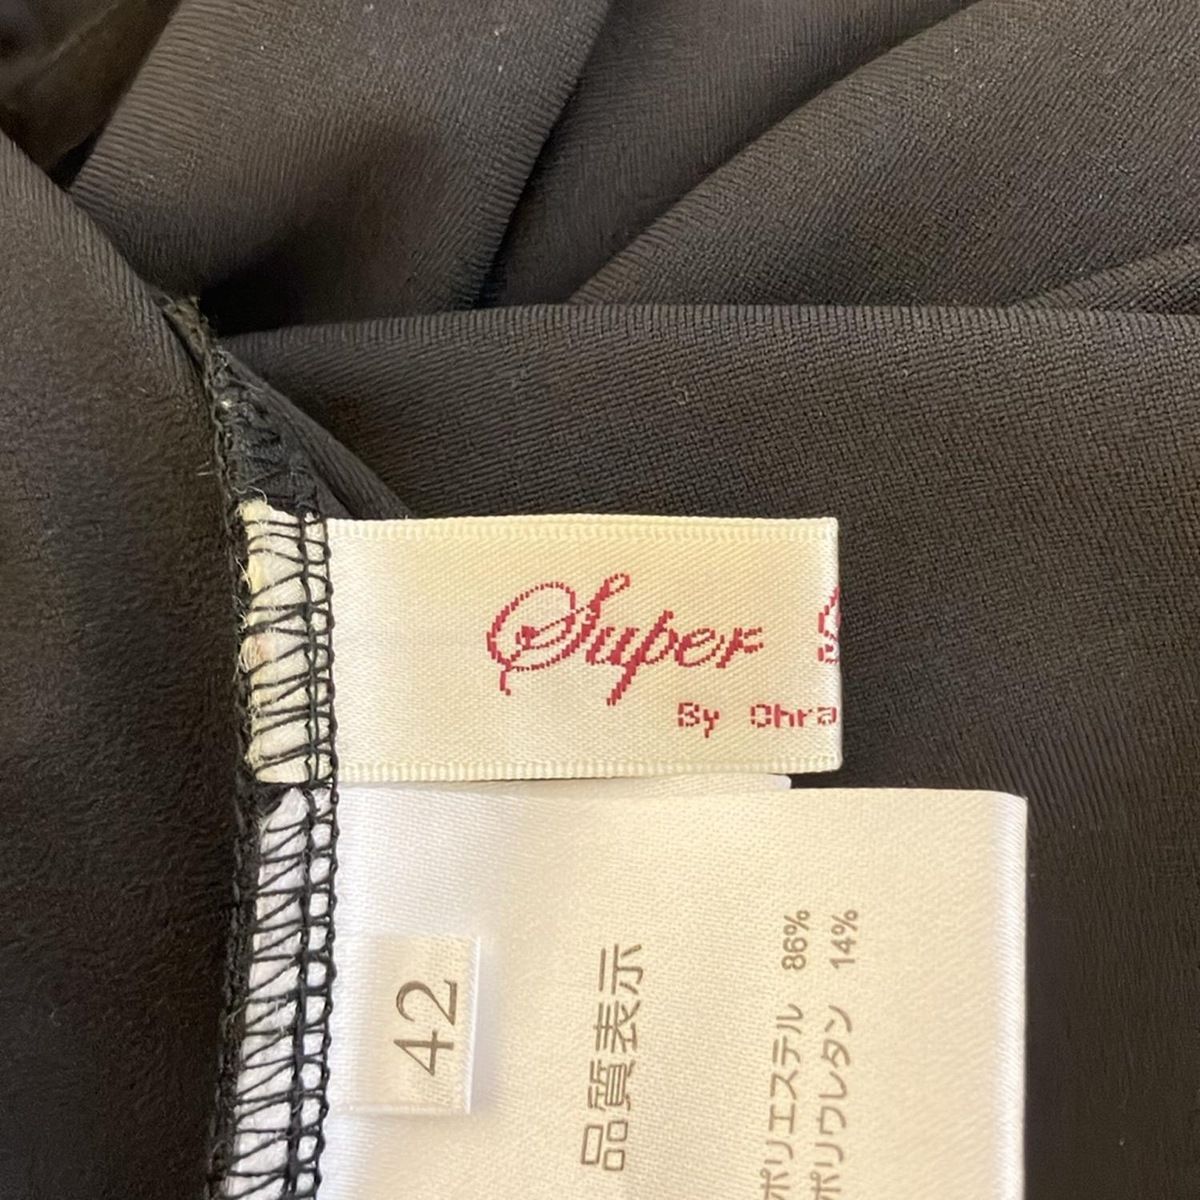 Super
By Chra
42
品質表示
ポリエステル 86%
ポリウレタン 14%